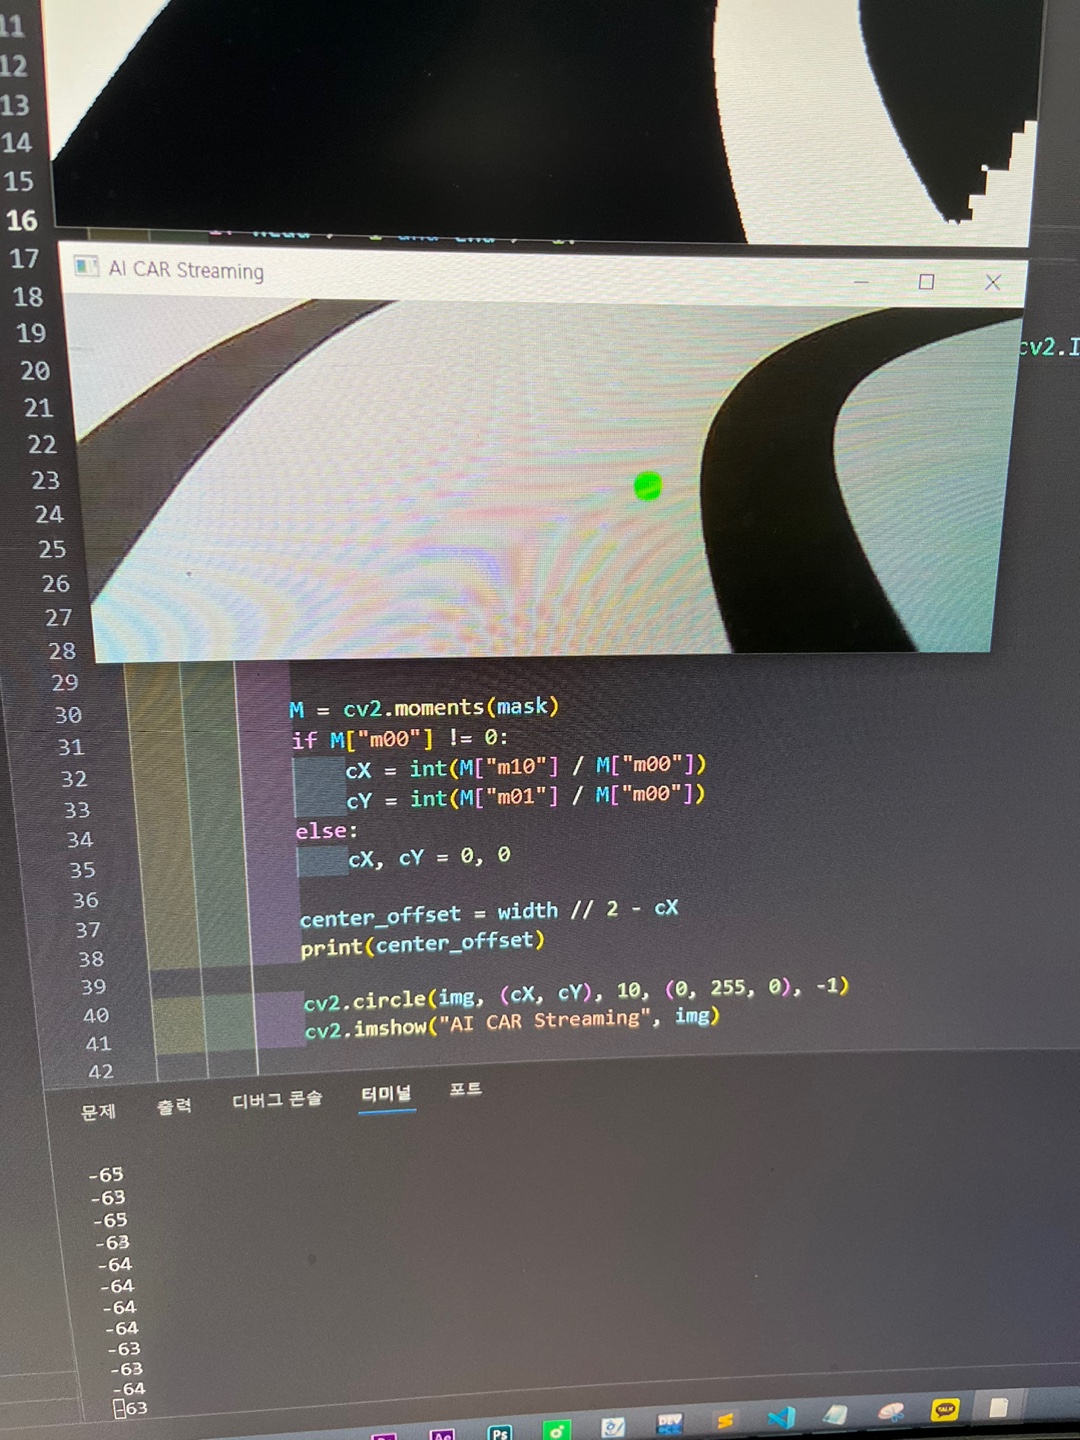 11
12
13
14
15
16
17
AI CAR Streaming
18
19
cv2.I
20
21
22
23
24
25
26
27
28
29
30 M = cv2.moments(mask)
31 if M["m00"] != 0:
32 cX = int(M["m10"] / M["m00"])
33 cY = int(M["m01"] / M["m00"])
34 else:
35 cX, cY = 0, 0
36
37 center_offset = width // 2 - cX
38 print(center_offset)
39
40 cv2.circle(img, (cX, cY), 10, (0, 255, 0), -1)
41 cv2.imshow("AI CAR Streaming", img)
42
문제 출력 디버그 콘솔 터미널 포트
-65
-63
-65
-63
-64
-64
-64
-64
-63
-63
-64
-63
Ps
DEV
TALK